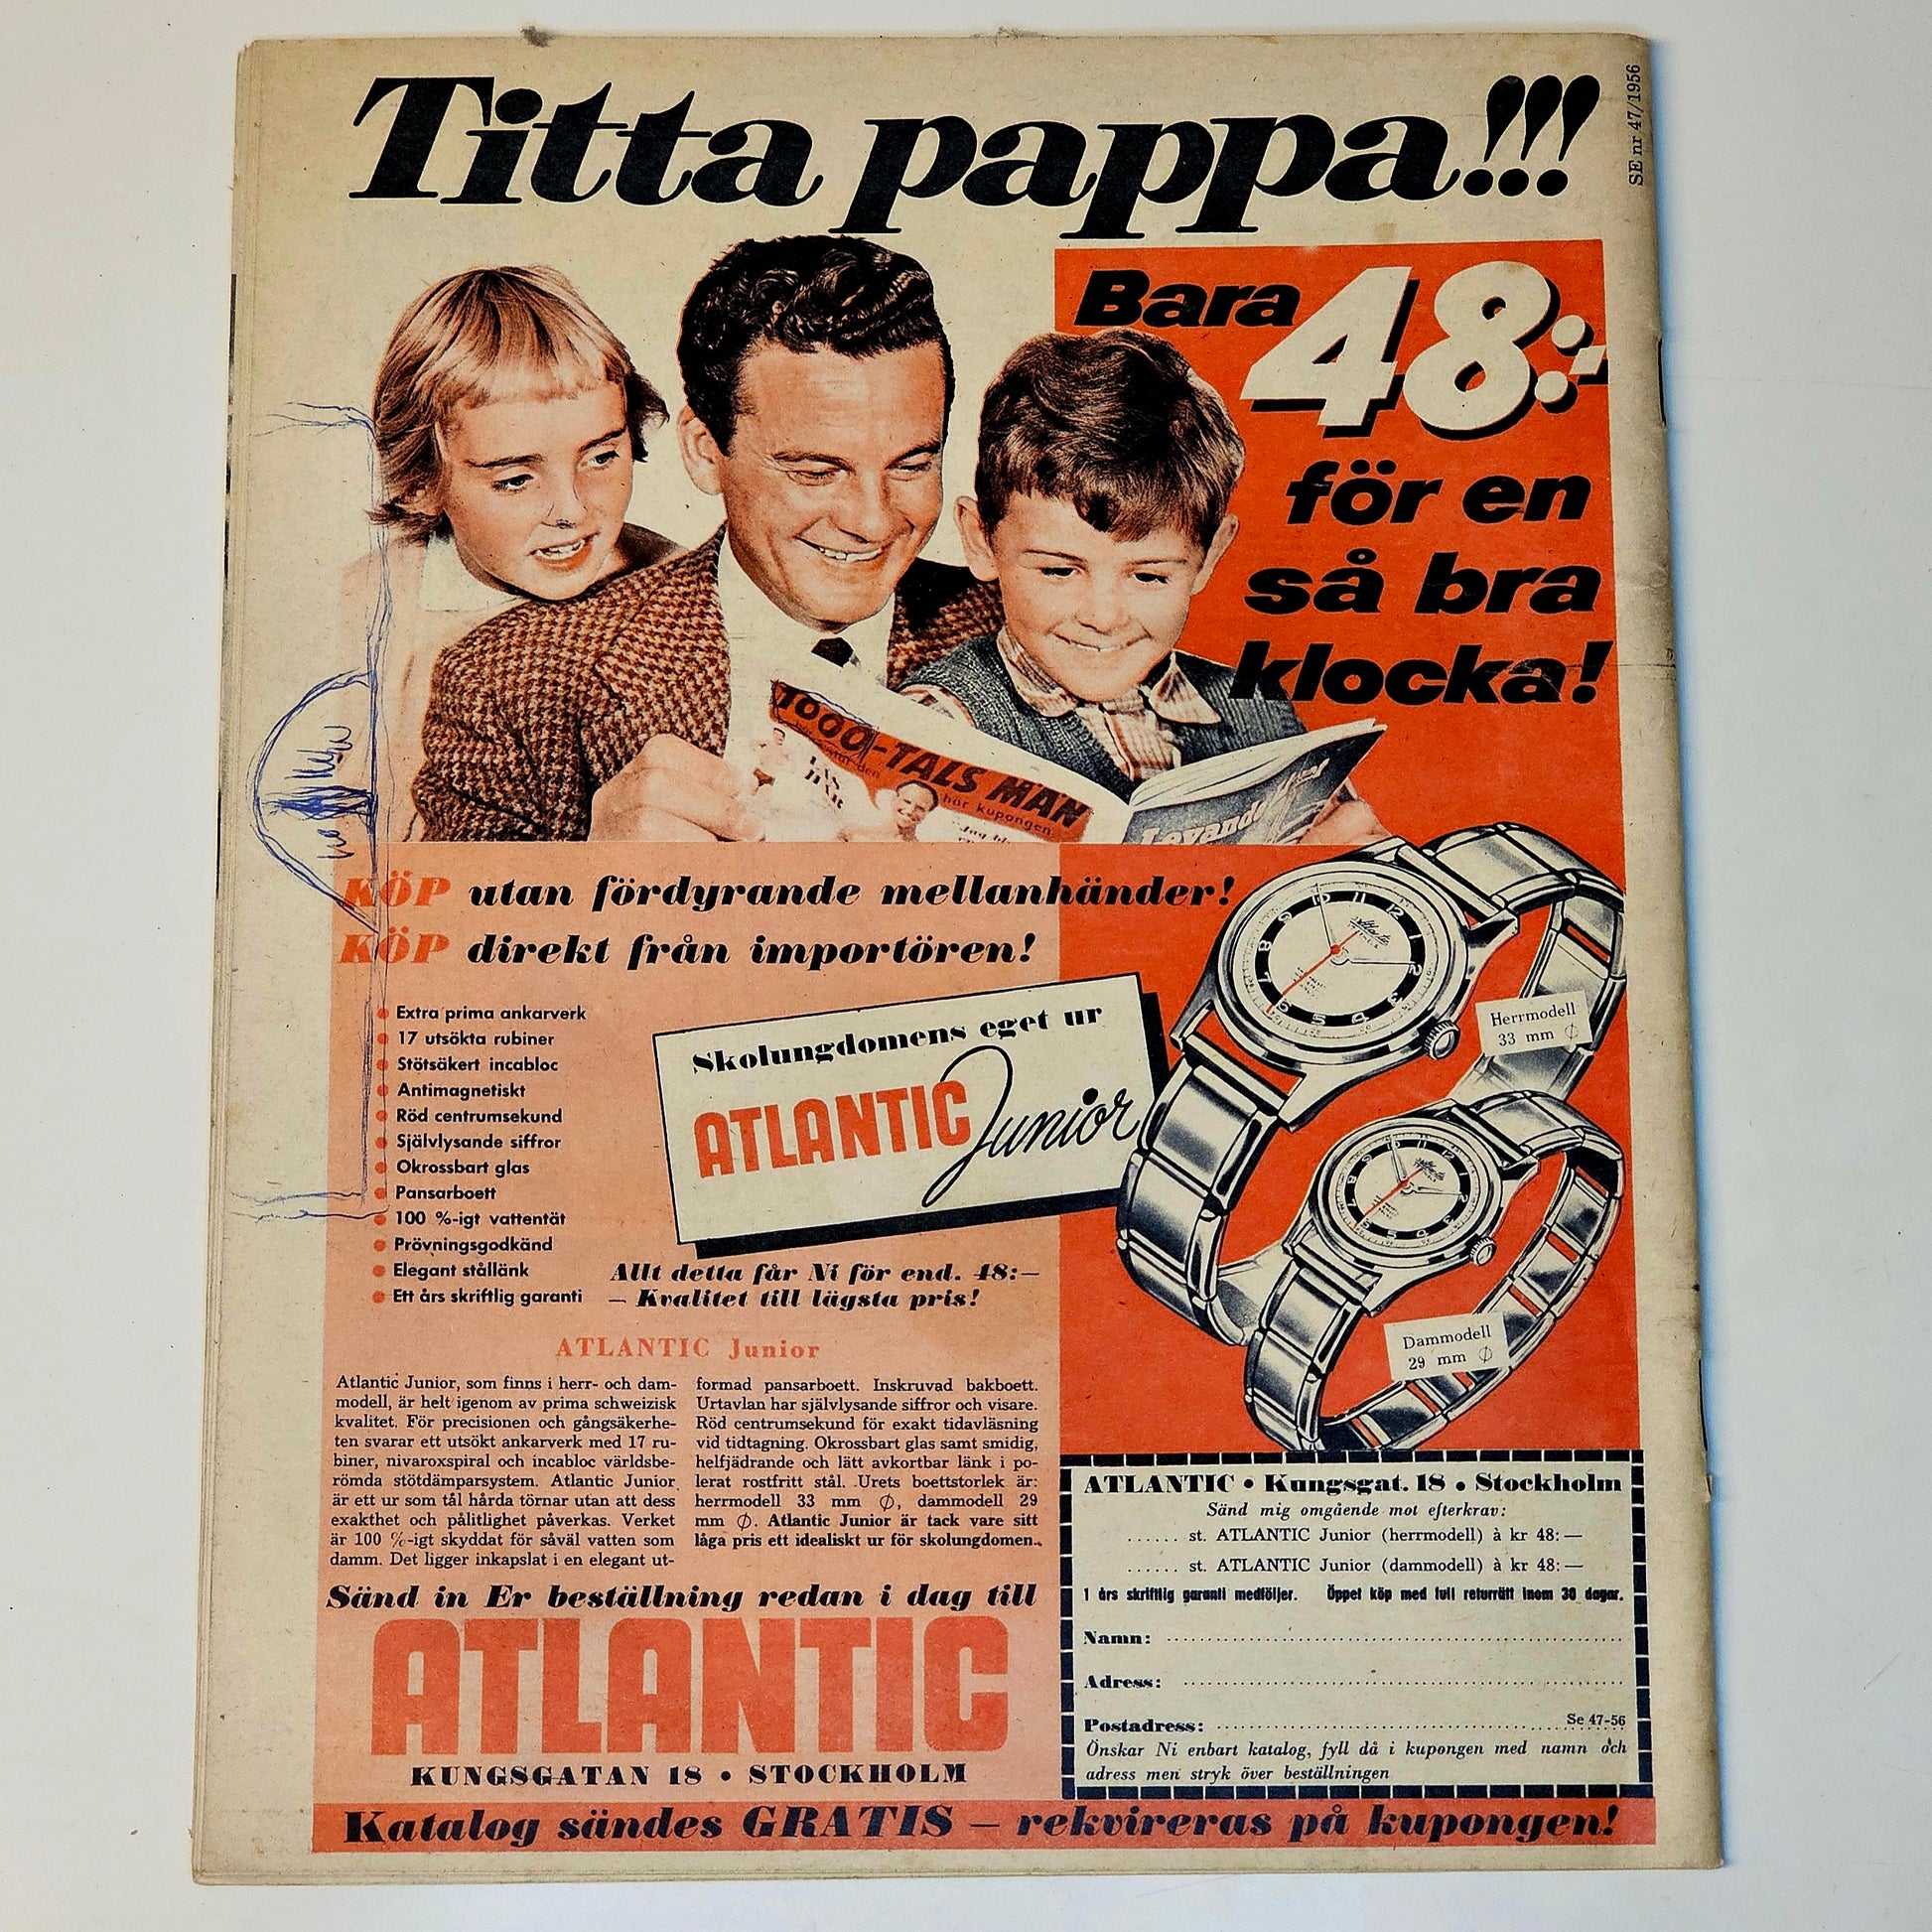 Titta pappa!!!
SE nr 47/1956
Bara 48:-
för en
så bra
klocka!
1000-TALS MÄN
här kupongen
Levande
KÖP utan fördyrande mellanhänder!
KÖP direkt från importören!
Extra prima ankarverk
17 utsökta rubiner
Stötsäkert incabloc
Antimagnetiskt
Röd centrumsekund
Självlysande siffror
Okrossbart glas
Pansarboett
100 %-igt vattentät
Prövningsgodkänd
Elegant stållänk
Ett års skriftlig garanti
Skolungdomens eget ur
ATLANTIC Junior
Herrmodell
33 mm ∅
Dammodell
29 mm ∅
Allt detta får Ni för end. 48:—
— Kvalitet till lägsta pris!
ATLANTIC Junior
Atlantic Junior, som finns i herr- och dam-
modell, är helt igenom av prima schweizisk
kvalitet. För precisionen och gångsäkerhe-
ten svarar ett utsökt ankarverk med 17 ru-
biner, nivaroxspiral och incabloc världsbe-
römda stötdämparsystem. Atlantic Junior
är ett ur som tål hårda törnar utan att dess
exakthet och pålitlighet påverkas. Verket
är 100 %-igt skyddat för såväl vatten som
damm. Det ligger inkapslat i en elegant ut-
formad pansarboett. Inskruvad bakboett.
Urtavlan har självlysande siffror och visare.
Röd centrumsekund för exakt tidavläsning
vid tidtagning. Okrossbart glas samt smidig,
helfjädrande och lätt avkortbar länk i po-
lerat rostfritt stål. Urets boettstorlek är:
herrmodell 33 mm ∅, dammodell 29
mm ∅. Atlantic Junior är tack vare sitt
låga pris ett idealiskt ur för skolungdomen.
Sänd in Er beställning redan i dag till
ATLANTIC
KUNGSGATAN 18 • STOCKHOLM
ATLANTIC • Kungsgat. 18 • Stockholm
Sänd mig omgående mot efterkrav:
...... st. ATLANTIC Junior (herrmodell) à kr 48:—
...... st. ATLANTIC Junior (dammodell) à kr 48:—
1 års skriftlig garanti medföljer. Öppet köp med full returrätt inom 30 dagar.
Namn:
Adress:
Postadress:
Se 47-56
Önskar Ni enbart katalog, fyll då i kupongen med namn och
adress men stryk över beställningen
Katalog sändes GRATIS — rekvireras på kupongen!